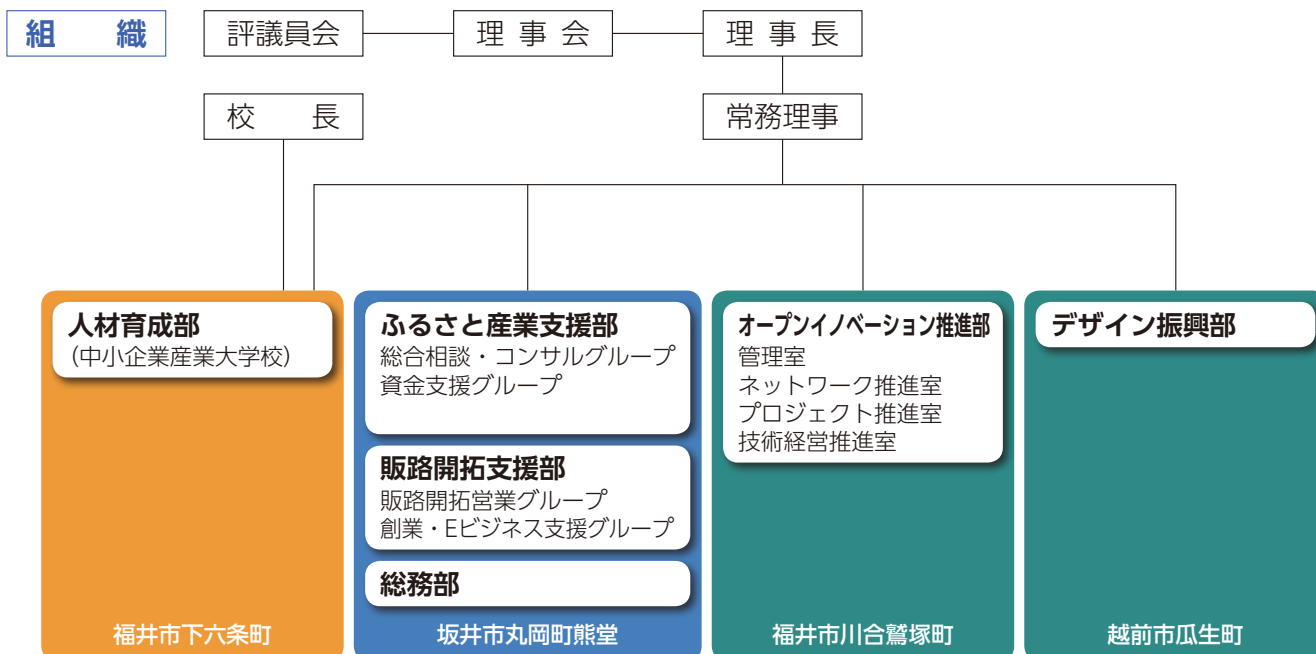 組　織
評議員会
理事会
理事長
校　長
常務理事
人材育成部
(中小企業産業大学校)
福井市下六条町
ふるさと産業支援部
総合相談・コンサルグループ
資金支援グループ
販路開拓支援部
販路開拓営業グループ
創業・Eビジネス支援グループ
総務部
坂井市丸岡町熊堂
オープンイノベーション推進部
管理室
ネットワーク推進室
プロジェクト推進室
技術経営推進室
福井市川合鷲塚町
デザイン振興部
越前市瓜生町